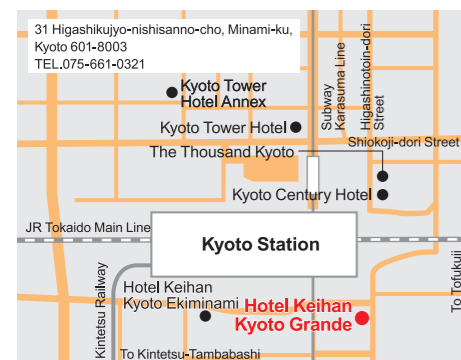 31 Higashikujyo-nishisanno-cho, Minami-ku,
Kyoto 601-8003
TEL.075-661-0321
Kyoto Tower
Hotel Annex
Kyoto Tower Hotel
Subway
Karasuma Line
Higashinotoin-dori
Street
Shiokoji-dori Street
The Thousand Kyoto
Kyoto Century Hotel
JR Tokaido Main Line
Kyoto Station
Kintetsu Railway
Hotel Keihan
Kyoto Ekiminami
Hotel Keihan
Kyoto Grande
To Tofukuji
To Kintetsu-Tambabashi